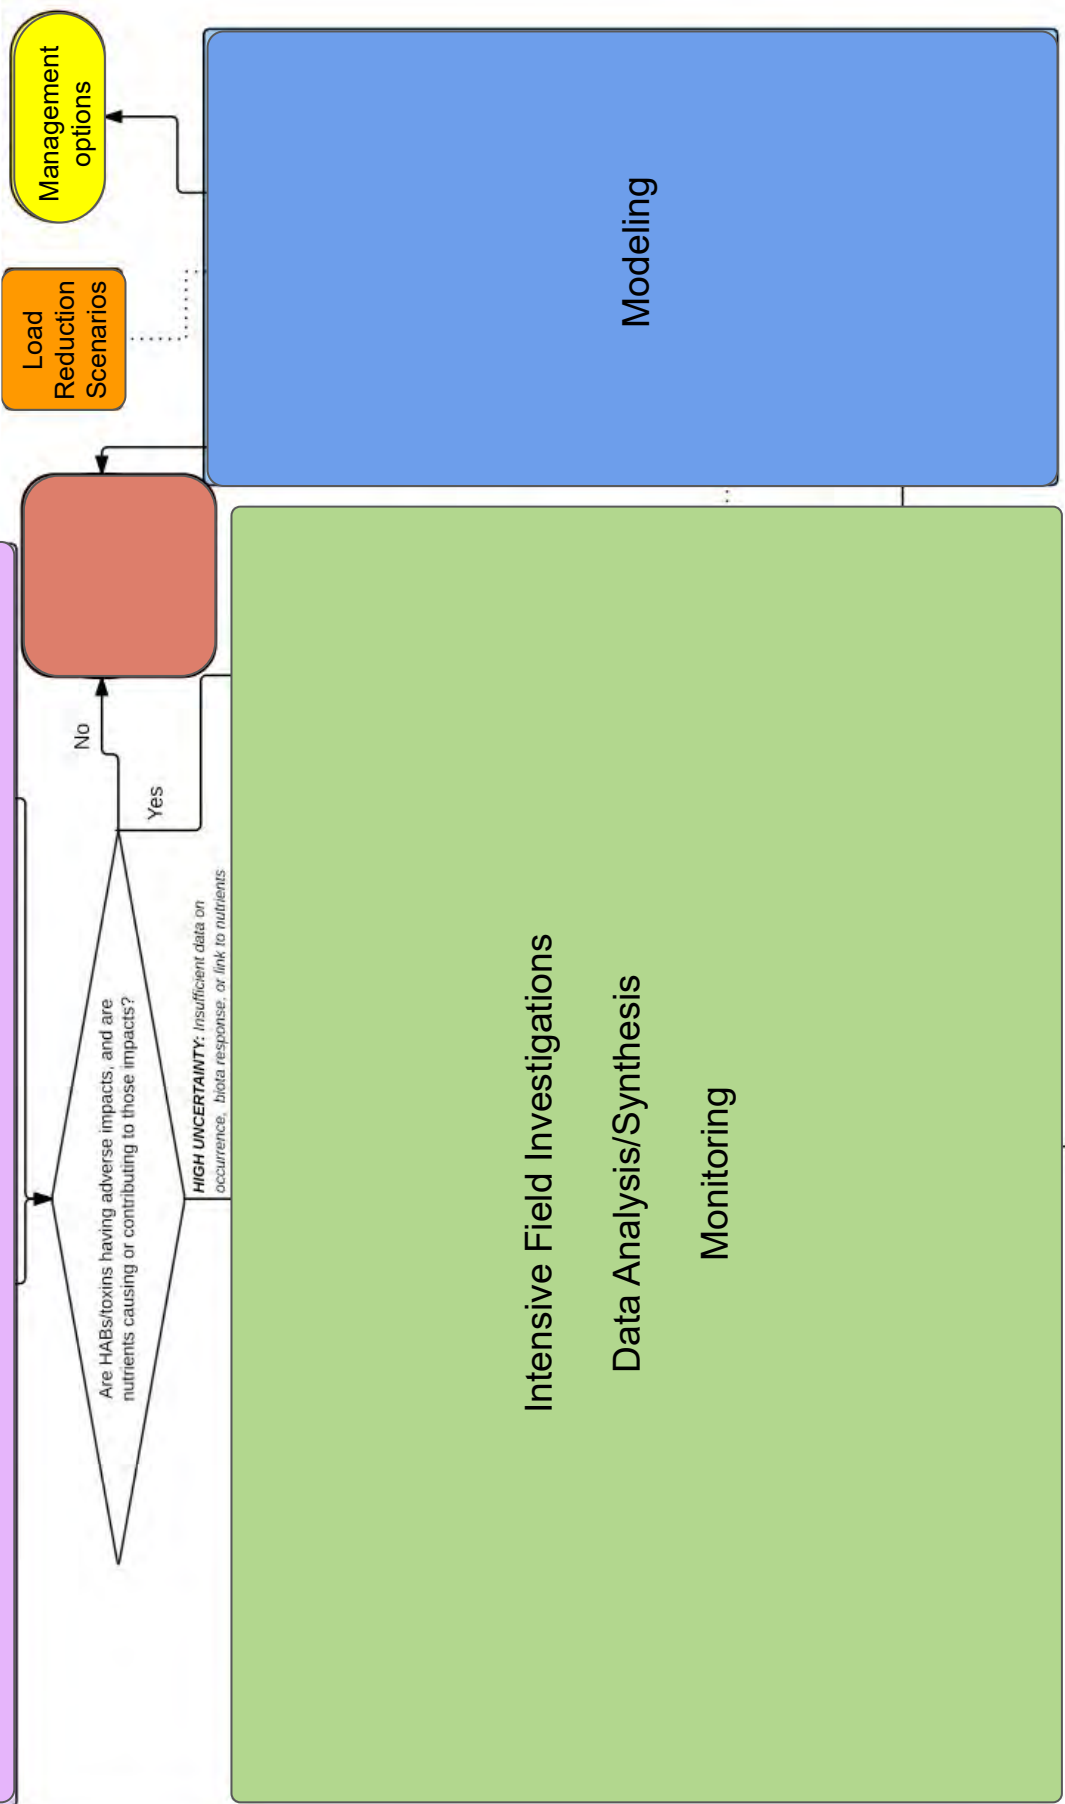 Are HABs/toxins having adverse impacts, and are
nutrients causing or contributing to those impacts?
No
Yes
HIGH UNCERTAINTY: Insufficient data on
occurrence, biota response, or link to nutrients
Load
Reduction
Scenarios
Management
options
Intensive Field Investigations
Data Analysis/Synthesis
Monitoring
Modeling